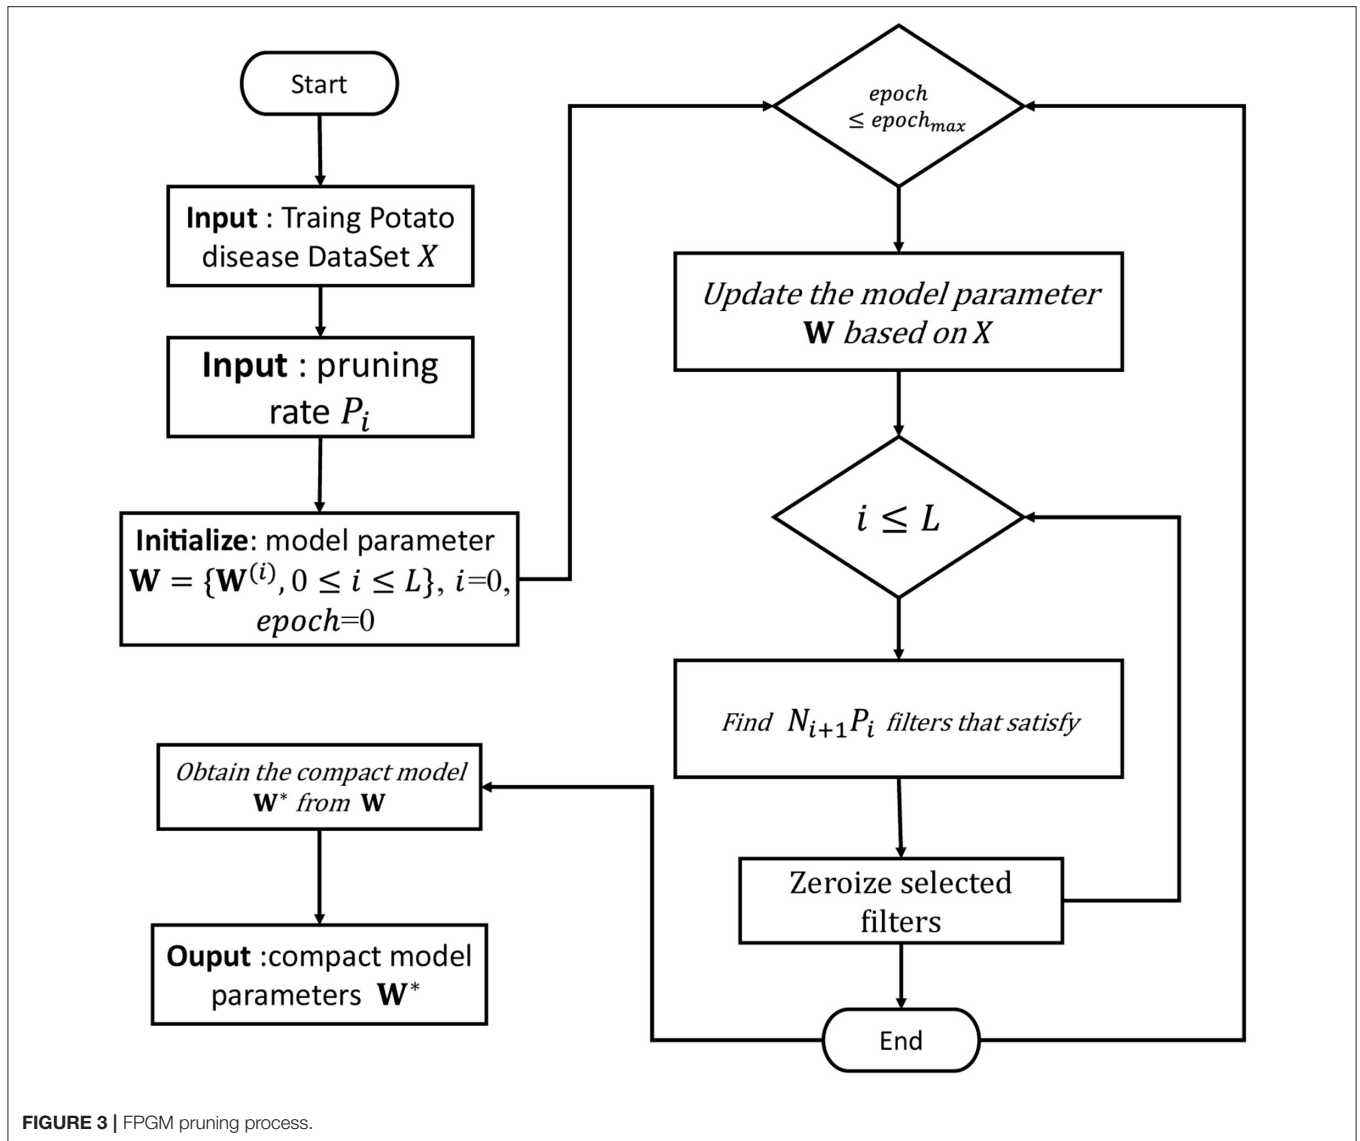 Start
Input : Traing Potato
disease DataSet X
Input : pruning
rate P_i
Initialize: model parameter
W = {W^(i), 0 ≤ i ≤ L}, i=0,
epoch=0
epoch
≤ epoch_max
Update the model parameter
W based on X
i ≤ L
Find N_{i+1}P_i filters that satisfy
Zeroize selected
filters
End
Obtain the compact model
W* from W
Ouput :compact model
parameters W*
FIGURE 3 | FPGM pruning process.